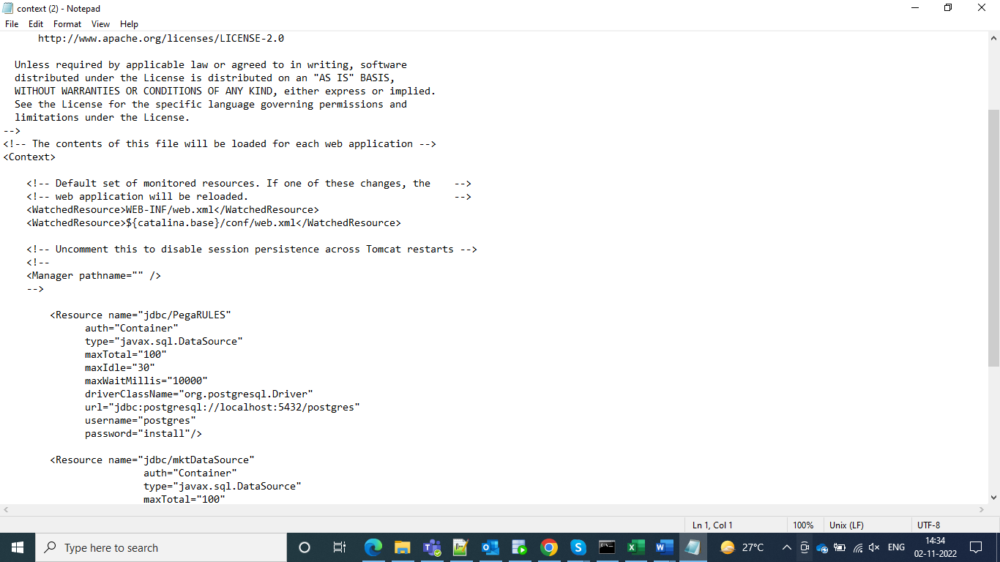 context (2) - Notepad
File Edit Format View Help
http://www.apache.org/licenses/LICENSE-2.0
Unless required by applicable law or agreed to in writing, software
distributed under the License is distributed on an "AS IS" BASIS,
WITHOUT WARRANTIES OR CONDITIONS OF ANY KIND, either express or implied.
See the License for the specific language governing permissions and
limitations under the License.
-->
<!-- The contents of this file will be loaded for each web application -->
<Context>
<!-- Default set of monitored resources. If one of these changes, the    -->
<!-- web application will be reloaded.                                   -->
<WatchedResource>WEB-INF/web.xml</WatchedResource>
<WatchedResource>${catalina.base}/conf/web.xml</WatchedResource>
<!-- Uncomment this to disable session persistence across Tomcat restarts -->
<!--
<Manager pathname="" />
-->
<Resource name="jdbc/PegaRULES"
auth="Container"
type="javax.sql.DataSource"
maxTotal="100"
maxIdle="30"
maxWaitMillis="10000"
driverClassName="org.postgresql.Driver"
url="jdbc:postgresql://localhost:5432/postgres"
username="postgres"
password="install"/>
<Resource name="jdbc/mktDataSource"
auth="Container"
type="javax.sql.DataSource"
maxTotal="100"
Ln 1, Col 1 100% Unix (LF) UTF-8
Type here to search 27°C ENG 14:34
02-11-2022